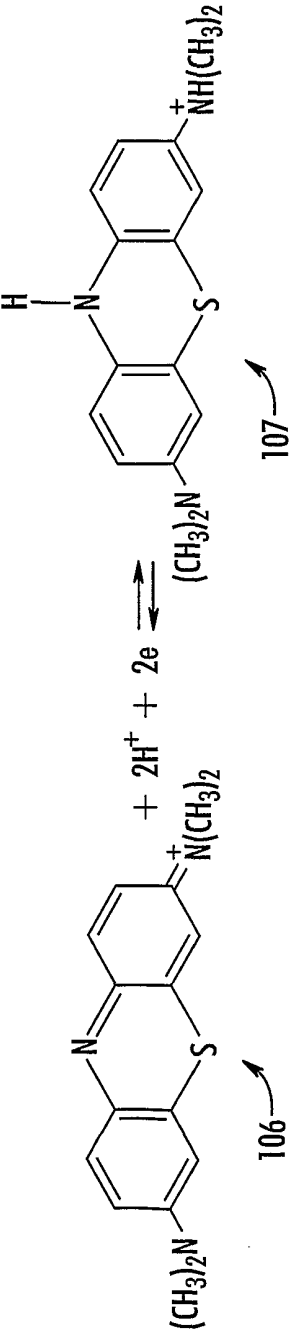 N
S
(CH₃)₂N
⁺N(CH₃)₂
106
+ 2H⁺ + 2e
H
N
S
(CH₃)₂N
⁺NH(CH₃)₂
107